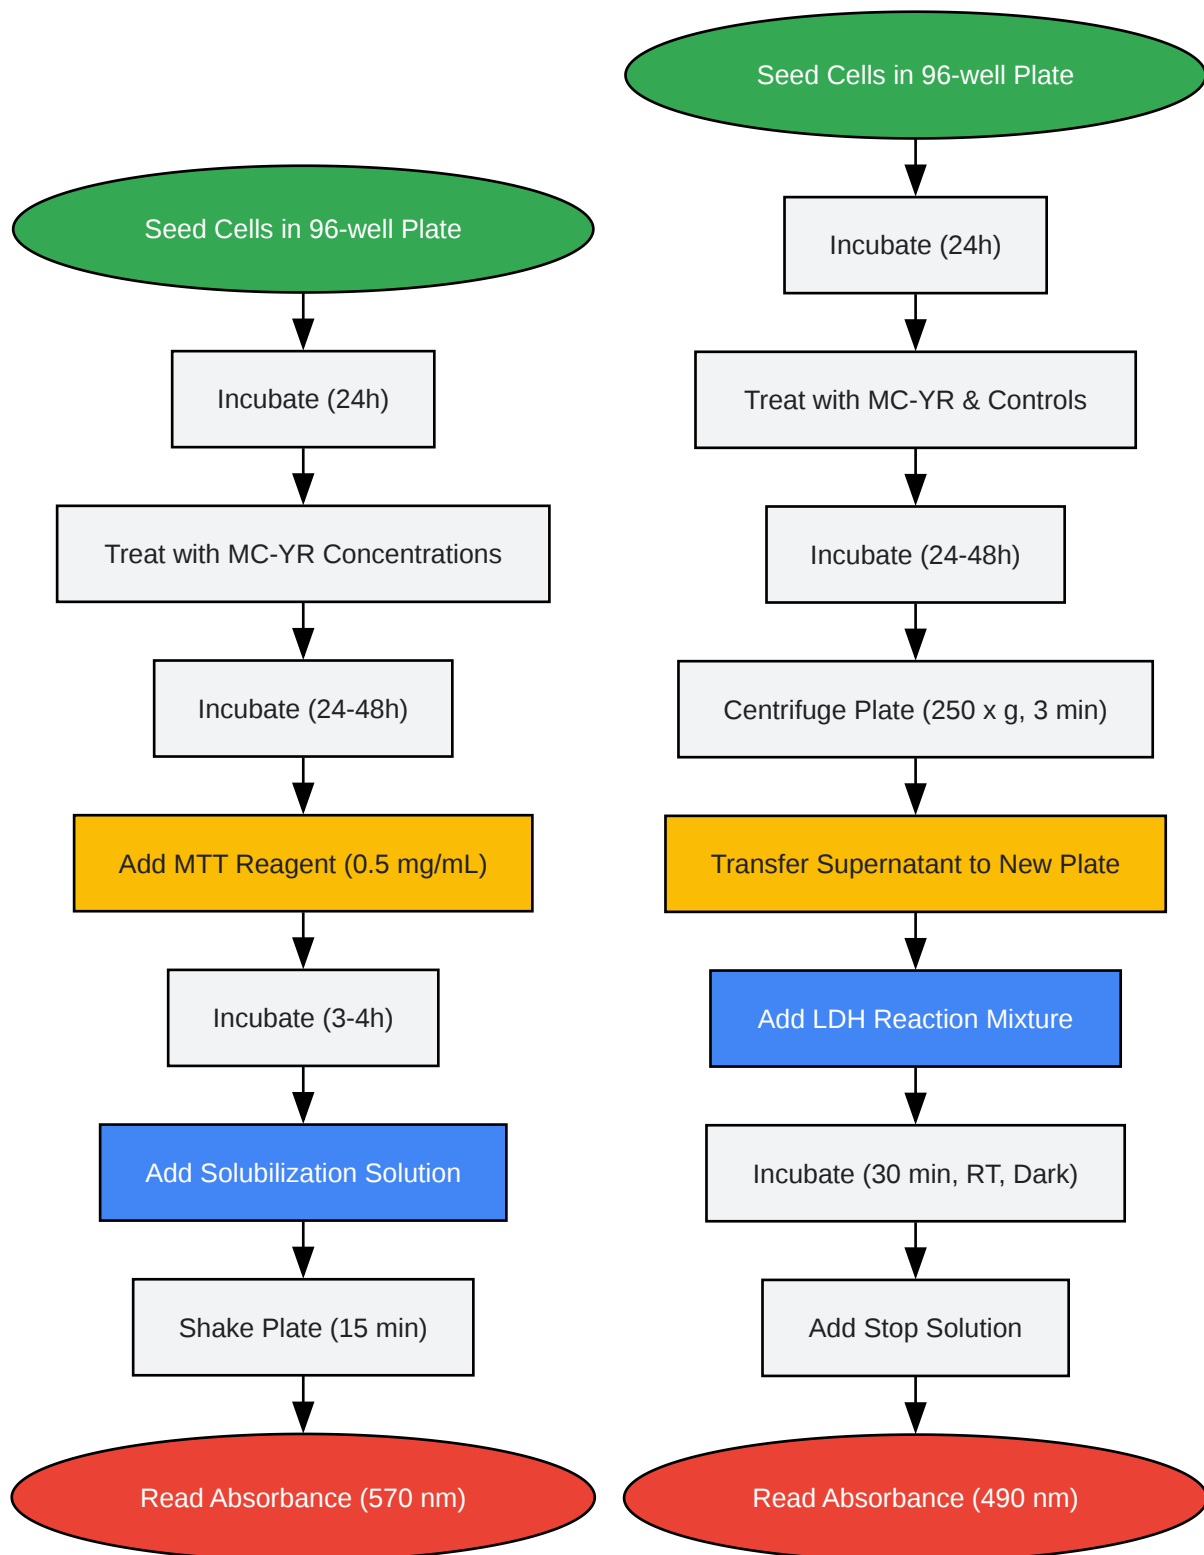 Seed Cells in 96-well Plate
Incubate (24h)
Treat with MC-YR Concentrations
Incubate (24-48h)
Add MTT Reagent (0.5 mg/mL)
Incubate (3-4h)
Add Solubilization Solution
Shake Plate (15 min)
Read Absorbance (570 nm)
Seed Cells in 96-well Plate
Incubate (24h)
Treat with MC-YR & Controls
Incubate (24-48h)
Centrifuge Plate (250 x g, 3 min)
Transfer Supernatant to New Plate
Add LDH Reaction Mixture
Incubate (30 min, RT, Dark)
Add Stop Solution
Read Absorbance (490 nm)